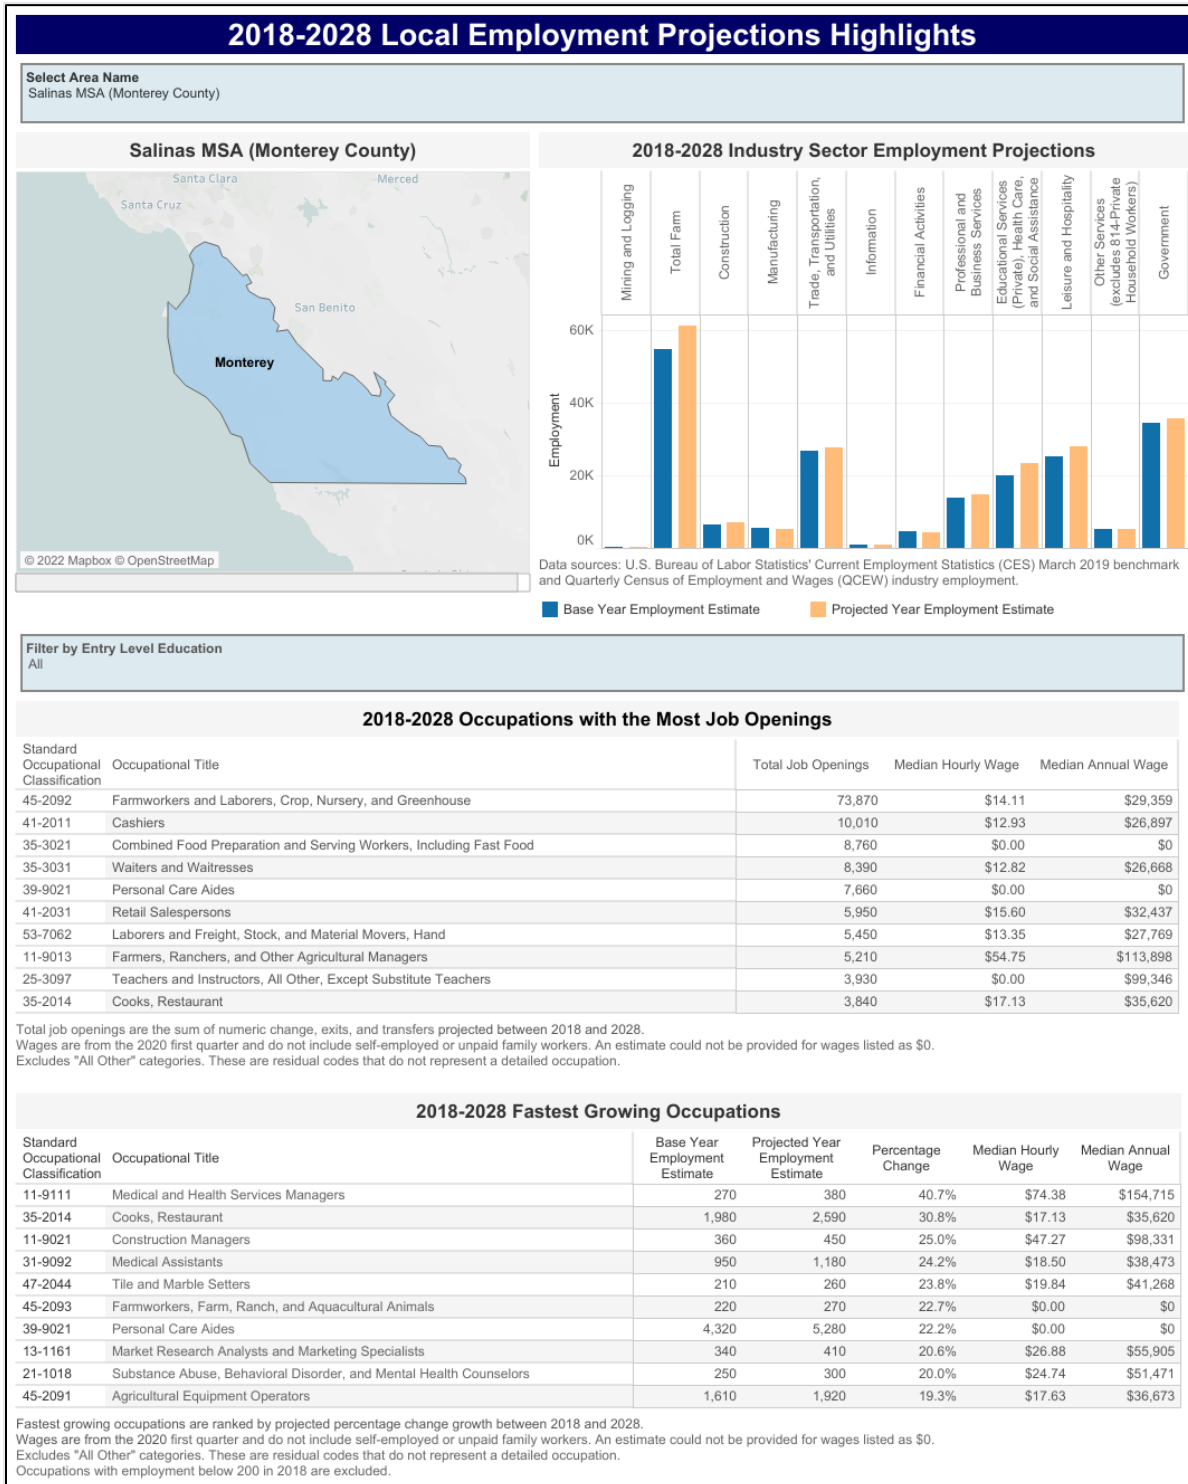 2018-2028 Local Employment Projections Highlights
Select Area Name
Salinas MSA (Monterey County)
Salinas MSA (Monterey County)
Santa Clara
Merced
Santa Cruz
San Benito
Monterey
© 2022 Mapbox © OpenStreetMap
2018-2028 Industry Sector Employment Projections
Mining and Logging
Total Farm
Construction
Manufacturing
Trade, Transportation,
and Utilities
Information
Financial Activities
Professional and
Business Services
Educational Services
(Private), Health Care,
and Social Assistance
Leisure and Hospitality
Other Services
(excludes 814-Private
Household Workers)
Government
Employment
60K
40K
20K
0K
Data sources: U.S. Bureau of Labor Statistics' Current Employment Statistics (CES) March 2019 benchmark
and Quarterly Census of Employment and Wages (QCEW) industry employment.
Base Year Employment Estimate Projected Year Employment Estimate
Filter by Entry Level Education
All
2018-2028 Occupations with the Most Job Openings
Standard
Occupational Occupational Title Total Job Openings Median Hourly Wage Median Annual Wage
Classification
45-2092 Farmworkers and Laborers, Crop, Nursery, and Greenhouse 73,870 $14.11 $29,359
41-2011 Cashiers 10,010 $12.93 $26,897
35-3021 Combined Food Preparation and Serving Workers, Including Fast Food 8,760 $0.00 $0
35-3031 Waiters and Waitresses 8,390 $12.82 $26,668
39-9021 Personal Care Aides 7,660 $0.00 $0
41-2031 Retail Salespersons 5,950 $15.60 $32,437
53-7062 Laborers and Freight, Stock, and Material Movers, Hand 5,450 $13.35 $27,769
11-9013 Farmers, Ranchers, and Other Agricultural Managers 5,210 $54.75 $113,898
25-3097 Teachers and Instructors, All Other, Except Substitute Teachers 3,930 $0.00 $99,346
35-2014 Cooks, Restaurant 3,840 $17.13 $35,620
Total job openings are the sum of numeric change, exits, and transfers projected between 2018 and 2028.
Wages are from the 2020 first quarter and do not include self-employed or unpaid family workers. An estimate could not be provided for wages listed as $0.
Excludes "All Other" categories. These are residual codes that do not represent a detailed occupation.
2018-2028 Fastest Growing Occupations
Standard
Occupational
Classification
Occupational Title
Base Year
Employment
Estimate
Projected Year
Employment
Estimate
Percentage
Change
Median Hourly
Wage
Median Annual
Wage
11-9111 Medical and Health Services Managers 270 380 40.7% $74.38 $154,715
35-2014 Cooks, Restaurant 1,980 2,590 30.8% $17.13 $35,620
11-9021 Construction Managers 360 450 25.0% $47.27 $98,331
31-9092 Medical Assistants 950 1,180 24.2% $18.50 $38,473
47-2044 Tile and Marble Setters 210 260 23.8% $19.84 $41,268
45-2093 Farmworkers, Farm, Ranch, and Aquacultural Animals 220 270 22.7% $0.00 $0
39-9021 Personal Care Aides 4,320 5,280 22.2% $0.00 $0
13-1161 Market Research Analysts and Marketing Specialists 340 410 20.6% $26.88 $55,905
21-1018 Substance Abuse, Behavioral Disorder, and Mental Health Counselors 250 300 20.0% $24.74 $51,471
45-2091 Agricultural Equipment Operators 1,610 1,920 19.3% $17.63 $36,673
Fastest growing occupations are ranked by projected percentage change growth between 2018 and 2028.
Wages are from the 2020 first quarter and do not include self-employed or unpaid family workers. An estimate could not be provided for wages listed as $0.
Excludes "All Other" categories. These are residual codes that do not represent a detailed occupation.
Occupations with employment below 200 in 2018 are excluded.